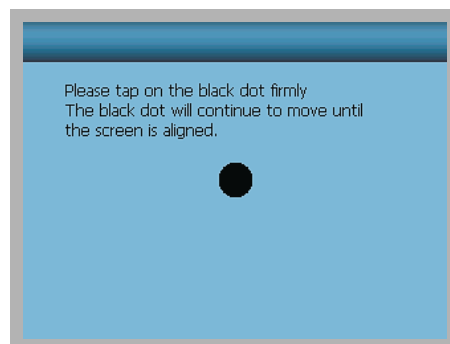 Please tap on the black dot firmly
The black dot will continue to move until
the screen is aligned.